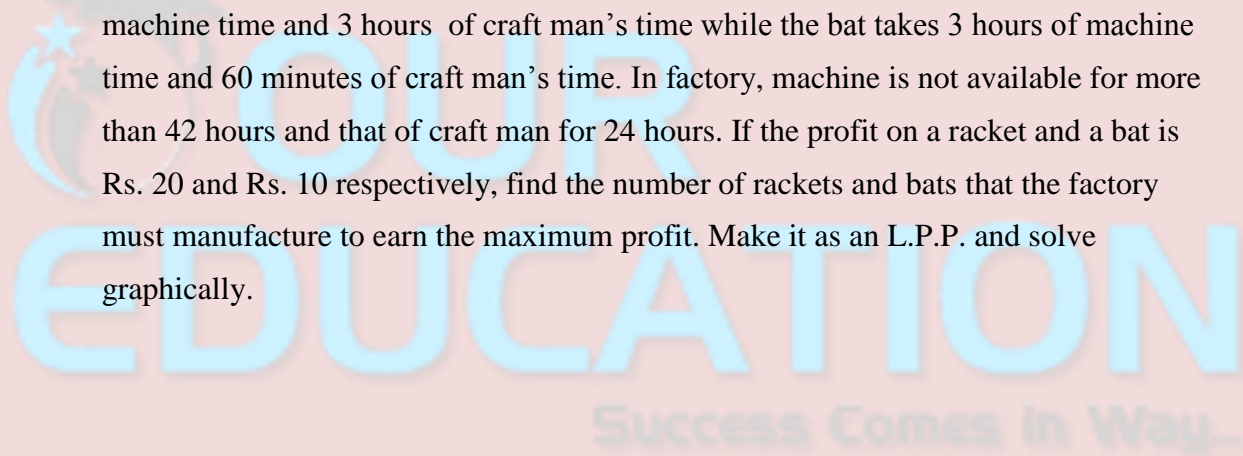 machine time and 3 hours of craft man’s time while the bat takes 3 hours of machine
time and 60 minutes of craft man’s time. In factory, machine is not available for more
than 42 hours and that of craft man for 24 hours. If the profit on a racket and a bat is
Rs. 20 and Rs. 10 respectively, find the number of rackets and bats that the factory
must manufacture to earn the maximum profit. Make it as an L.P.P. and solve
graphically.
OUR
EDUCATION
Success Comes in Way...